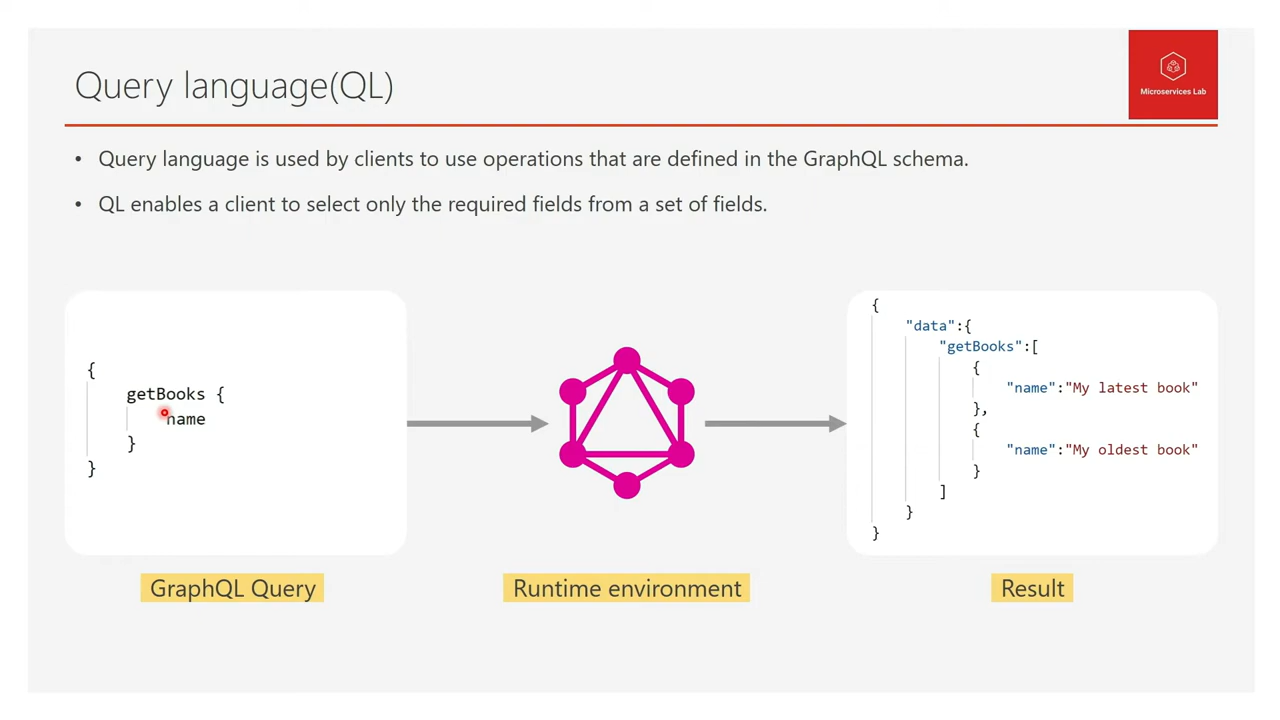 Query language(QL)
Microservices Lab
• Query language is used by clients to use operations that are defined in the GraphQL schema.
• QL enables a client to select only the required fields from a set of fields.
{
getBooks {
name
}
}
{
"data":{
"getBooks":[
{
"name":"My latest book"
},
{
"name":"My oldest book"
}
]
}
}
GraphQL Query
Runtime environment
Result